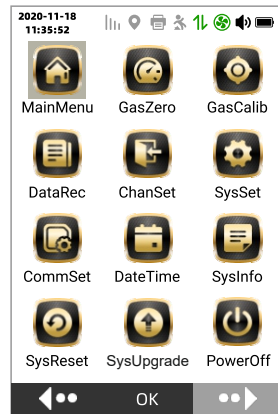 2020-11-18
11:35:52
MainMenu GasZero GasCalib
DataRec ChanSet SysSet
CommSet DateTime SysInfo
SysReset SysUpgrade PowerOff
OK